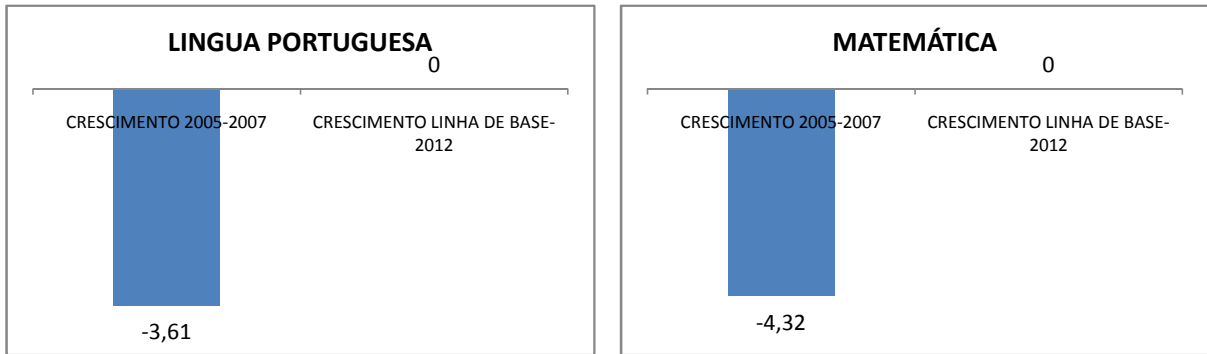 LINGUA PORTUGUESA
0
CRESCIMENTO 2005-2007
CRESCIMENTO LINHA DE BASE-
2012
-3,61
MATEMÁTICA
0
CRESCIMENTO 2005-2007
CRESCIMENTO LINHA DE BASE-
2012
-4,32